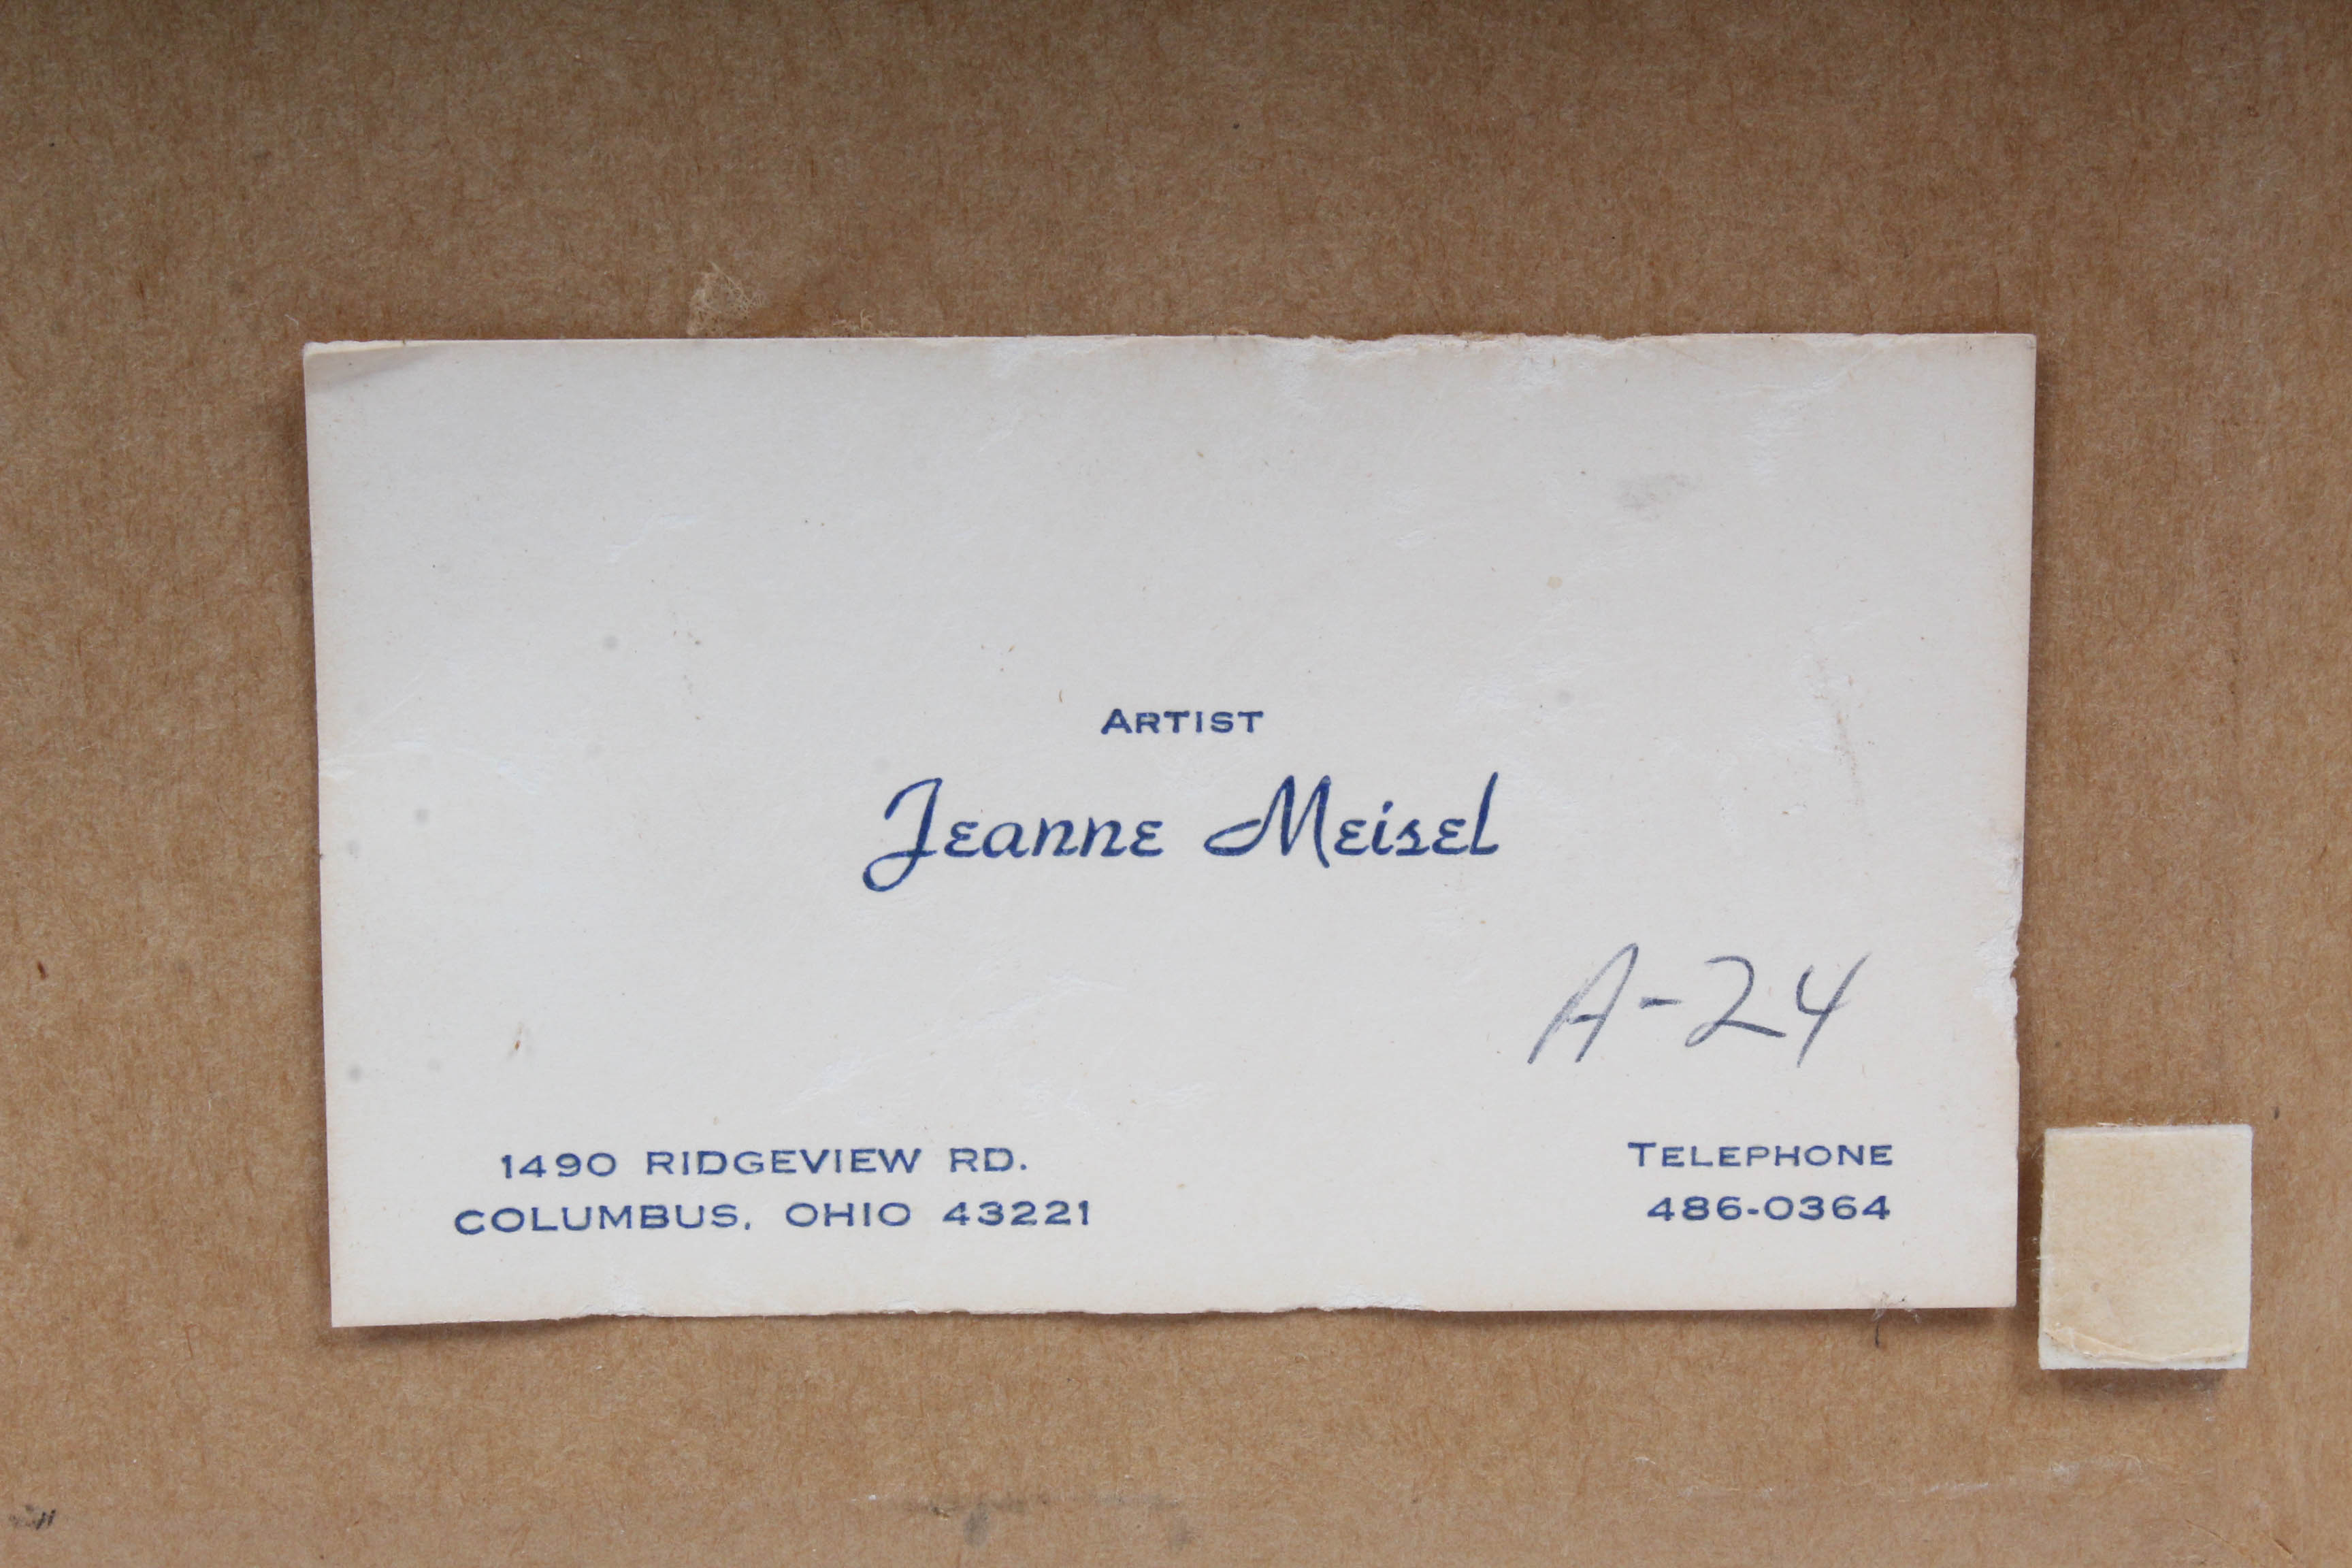 ARTIST
Jeanne Meisel
A-24
1490 RIDGEVIEW RD.
COLUMBUS, OHIO 43221
TELEPHONE
486-0364